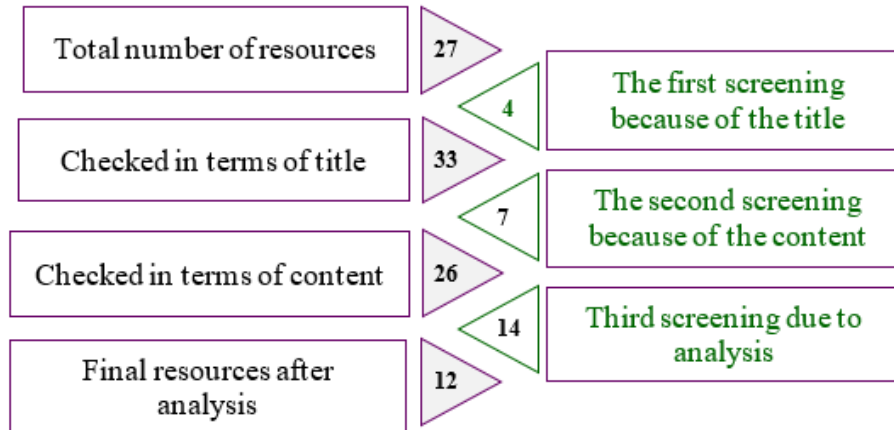 Total number of resources
27
The first screening
because of the title
4
Checked in terms of title
33
The second screening
because of the content
7
Checked in terms of content
26
Third screening due to
analysis
14
Final resources after
analysis
12